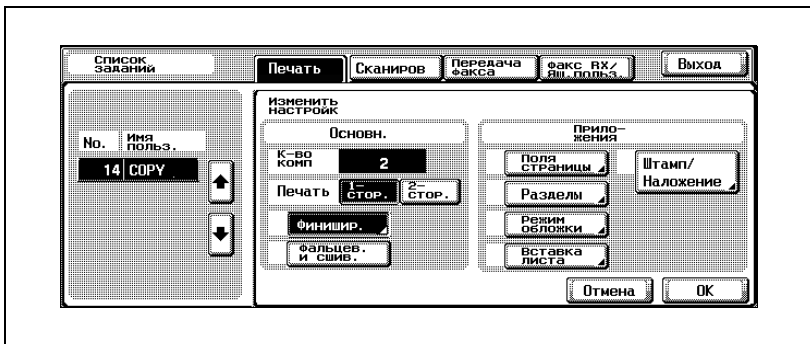 Список
заданий
Печать
Сканиров
Передача
факса
Факс RX/
Ящ.польз.
Выход
Изменить
настройк
No.
Имя
польз.
14 COPY
Основн.
К-во
комп
2
Печать
1-
стор.
2-
стор.
Финишир.
Фальцев.
и сшив.
Прило-
жения
Поля
страницы
Разделы
Режим
обложки
Вставка
листа
Штамп/
Наложение
Отмена
OK